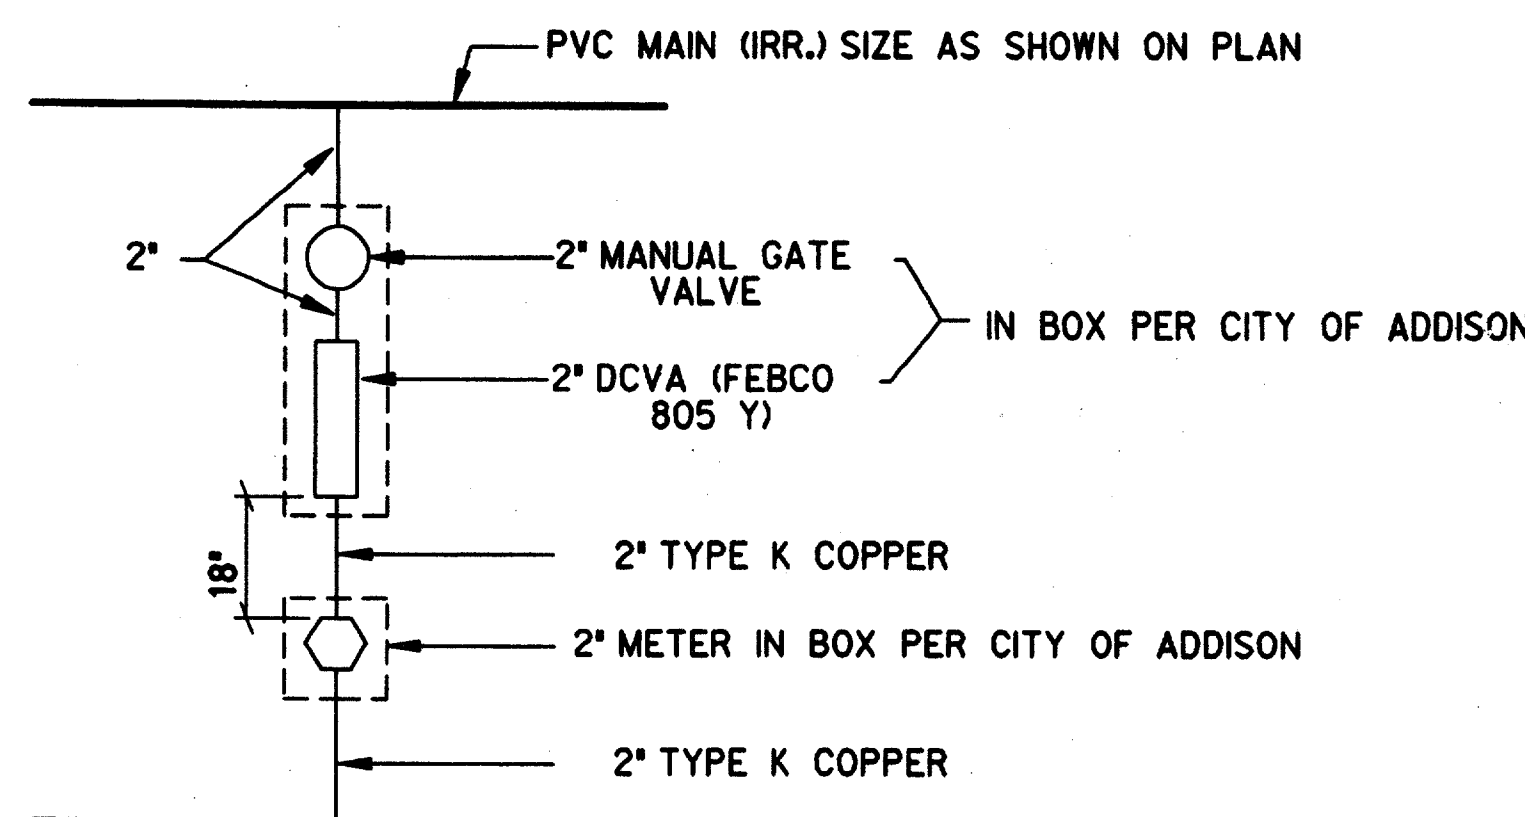 PVC MAIN (IRR.) SIZE AS SHOWN ON PLAN
2"
2" MANUAL GATE
VALVE
IN BOX PER CITY OF ADDISON
2" DCVA (FEBCO
805 Y)
18"
2" TYPE K COPPER
2" METER IN BOX PER CITY OF ADDISON
2" TYPE K COPPER